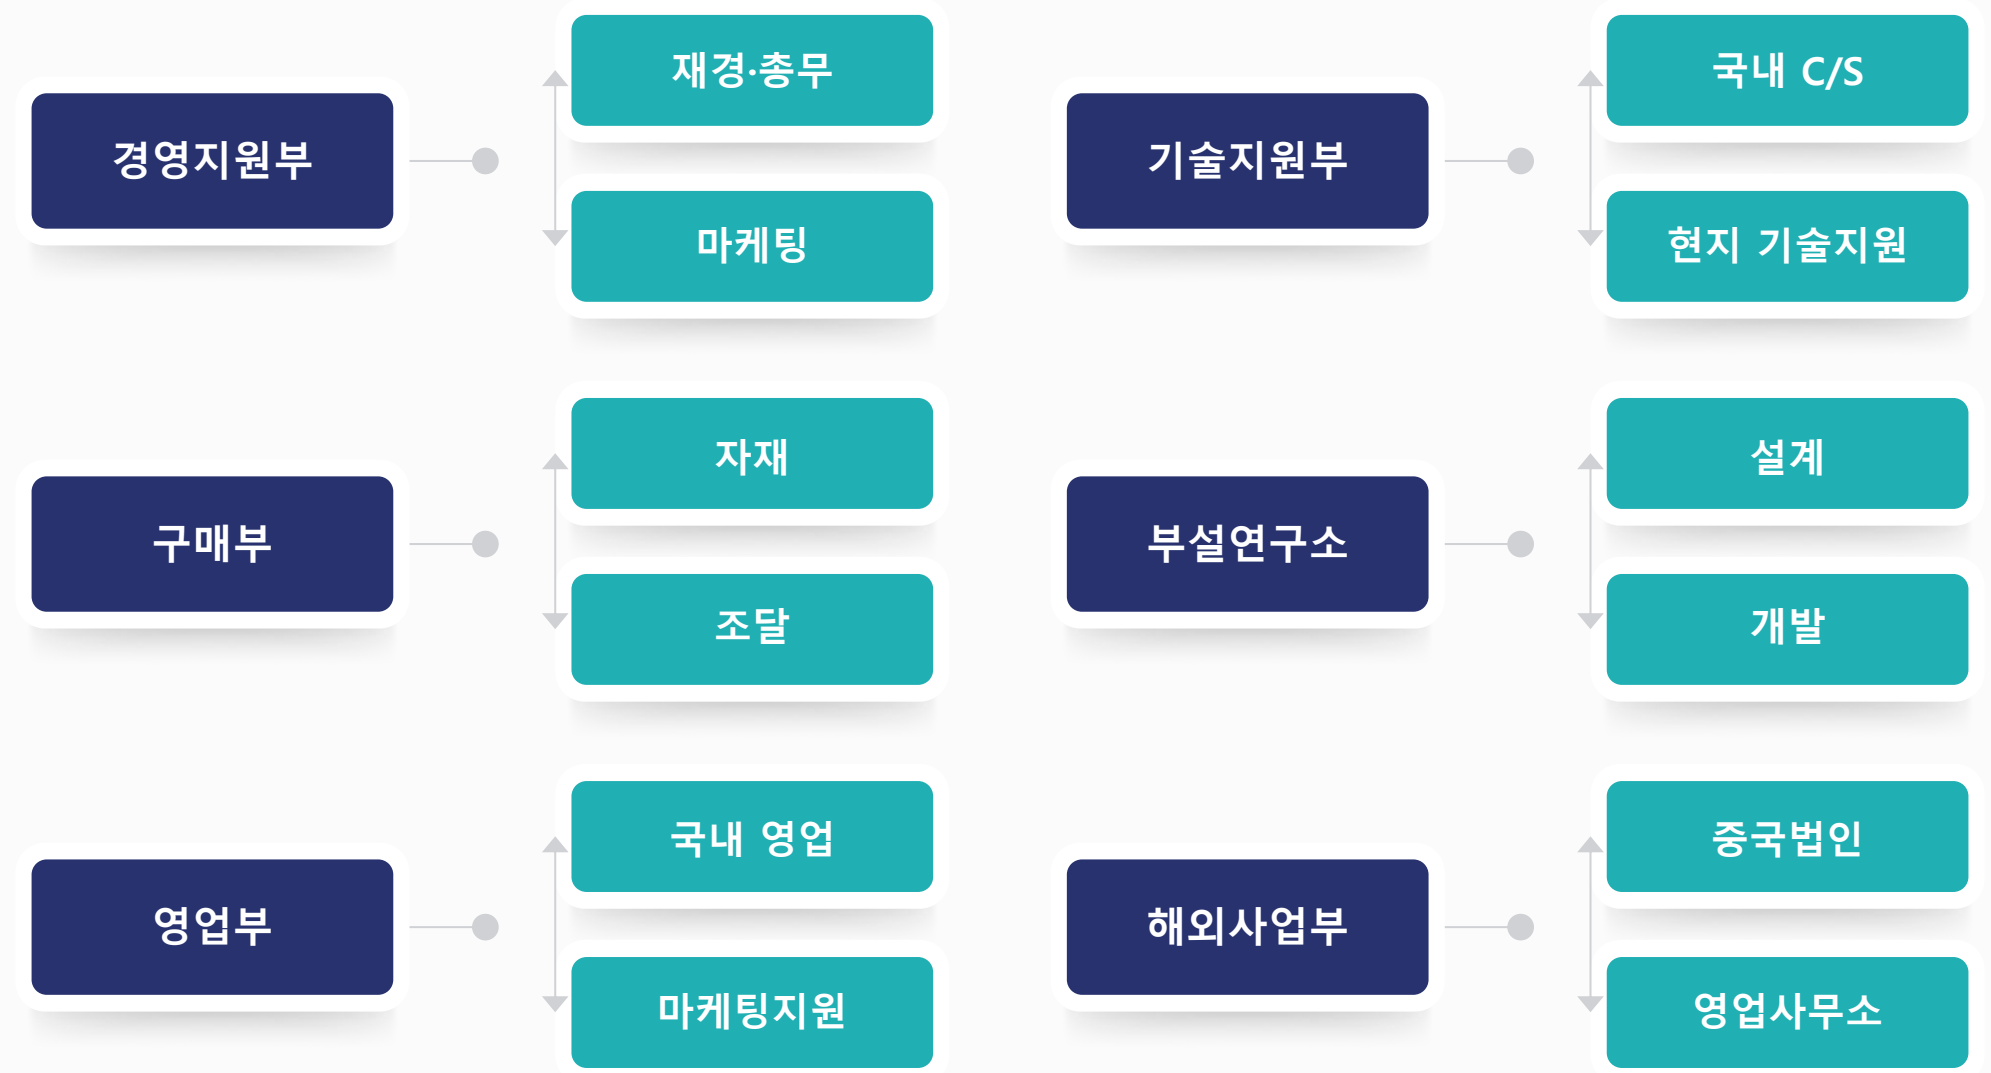 경영지원부
재경·총무
마케팅
기술지원부
국내 C/S
현지 기술지원
구매부
자재
조달
부설연구소
설계
개발
영업부
국내 영업
마케팅지원
해외사업부
중국법인
영업사무소